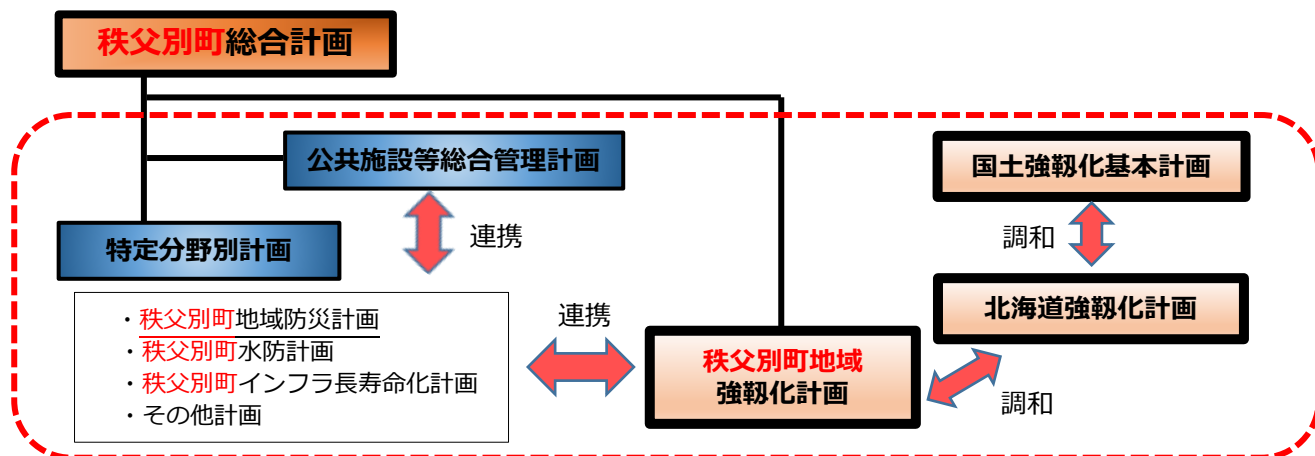 秩父別町総合計画
公共施設等総合管理計画
国土強靱化基本計画
連携
調和
特定分野別計画
北海道強靱化計画
・秩父別町地域防災計画
・秩父別町水防計画
・秩父別町インフラ長寿命化計画
・その他計画
連携
秩父別町地域
強靱化計画
調和